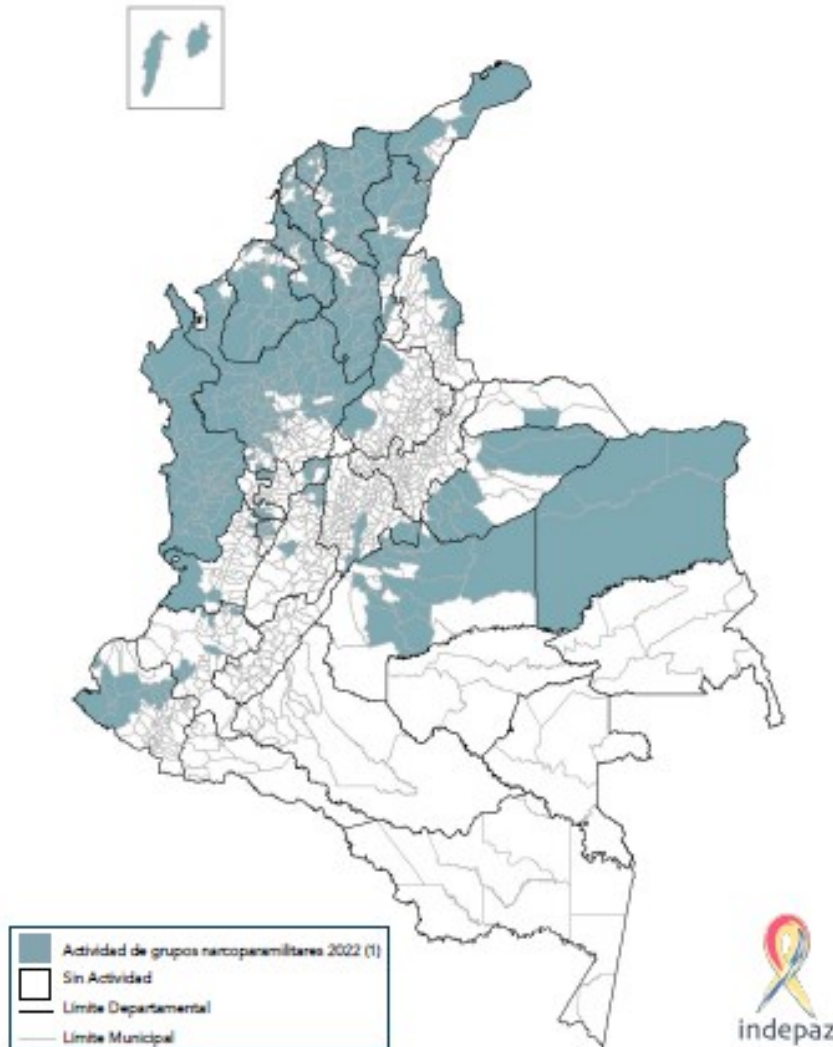 Actividad de grupos narcoparamilitares 2022 (1)
Sin Actividad
Límite Departamental
Límite Municipal
indepaz